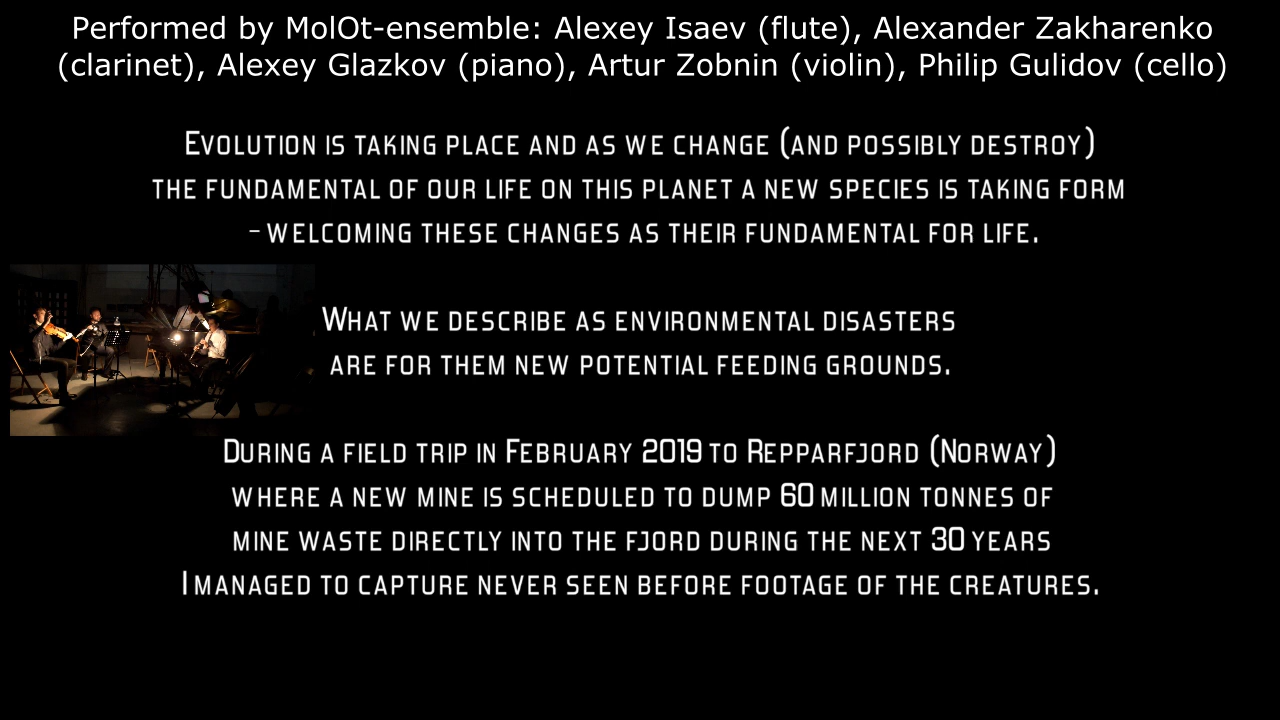 Performed by MolOt-ensemble: Alexey Isaev (flute), Alexander Zakharenko
(clarinet), Alexey Glazkov (piano), Artur Zobnin (violin), Philip Gulidov (cello)
Evolution is taking place and as we change (and possibly destroy)
the fundamental of our life on this planet a new species is taking form
– welcoming these changes as their fundamental for life.
What we describe as environmental disasters
are for them new potential feeding grounds.
During a field trip in February 2019 to Repparfjord (Norway)
where a new mine is scheduled to dump 60 million tonnes of
mine waste directly into the fjord during the next 30 years
I managed to capture never seen before footage of the creatures.